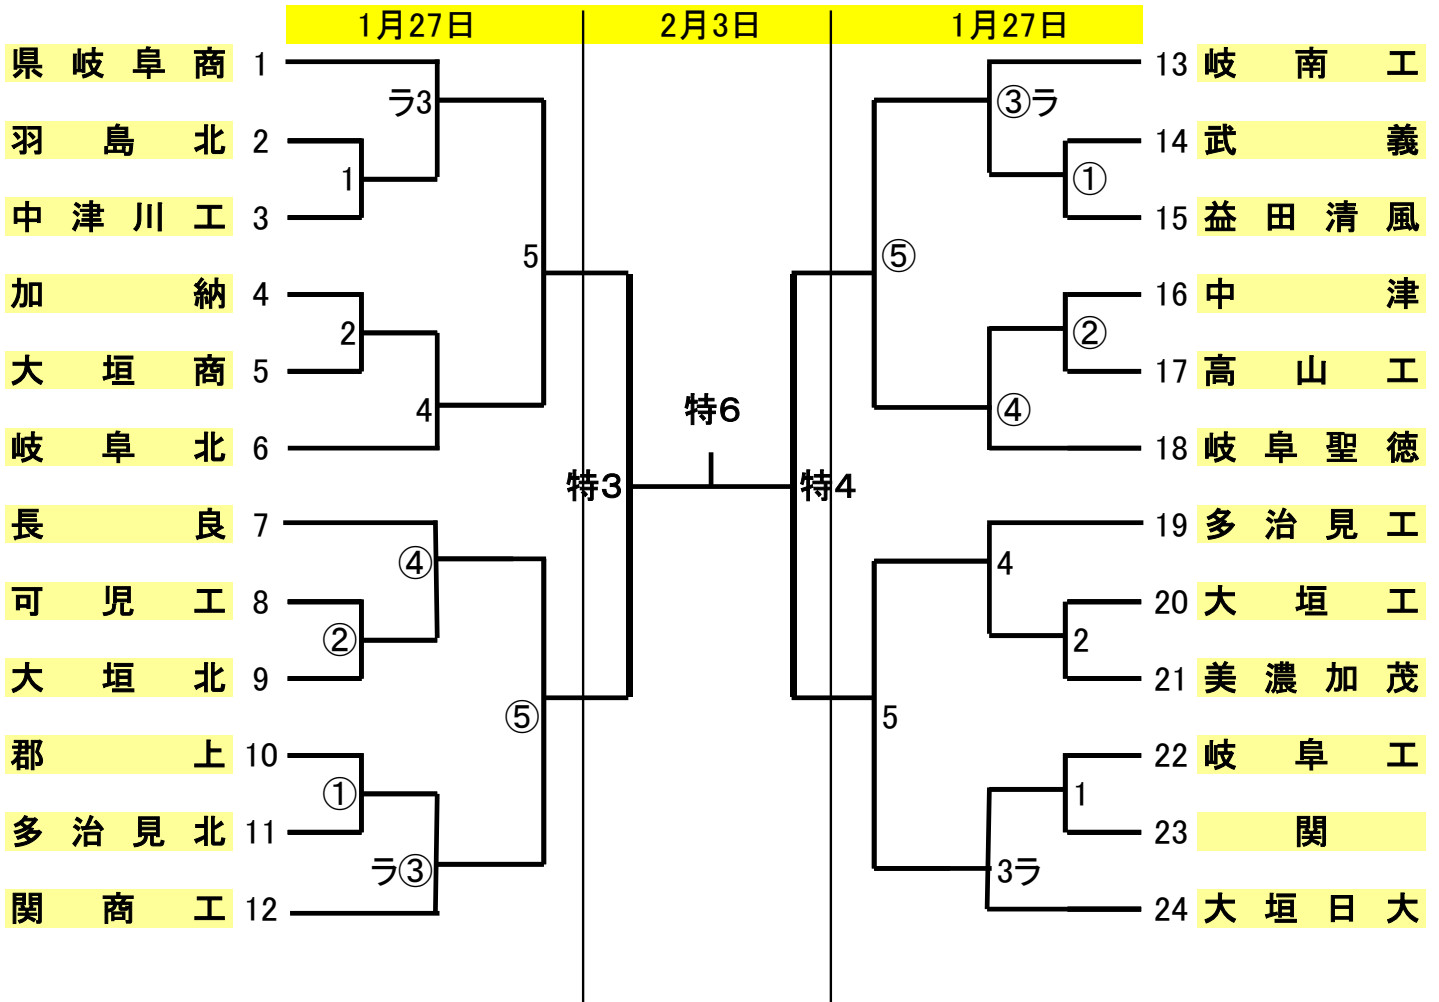 1月27日 2月3日 1月27日
県岐阜商 1 13 岐南工
ラ3 ③ラ
羽島北 2 14 武義
1 ①
中津川工 3 15 益田清風
5 ⑤
加納 4 16 中津
2 ②
大垣商 5 17 高山工
4 特6 ④
岐阜北 6 18 岐阜聖徳
特3 特4
長良 7 19 多治見工
④ 4
可児工 8 20 大垣工
② 2
大垣北 9 21 美濃加茂
⑤ 5
郡上 10 22 岐阜工
① 1
多治見北 11 23 関
ラ③ 3ラ
関商工 12 24 大垣日大